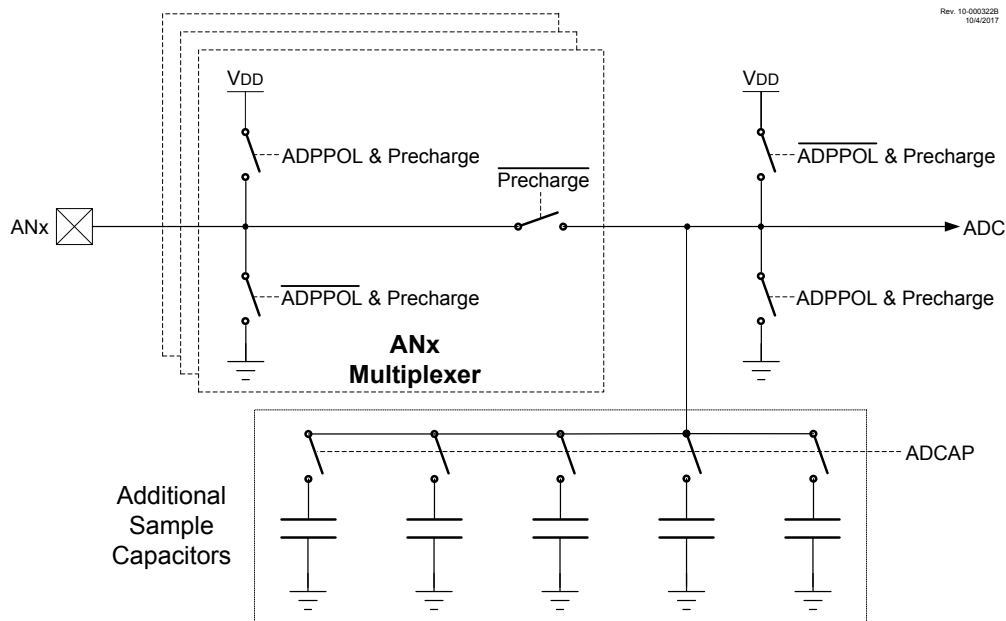 Rev. 10-000322B
10/4/2017
VDD
VDD
ADPPOL & Precharge
ADPPOL & Precharge
Precharge
ANx
ADC
ADPPOL & Precharge
ADPPOL & Precharge
ANx
Multiplexer
ADCAP
Additional
Sample
Capacitors